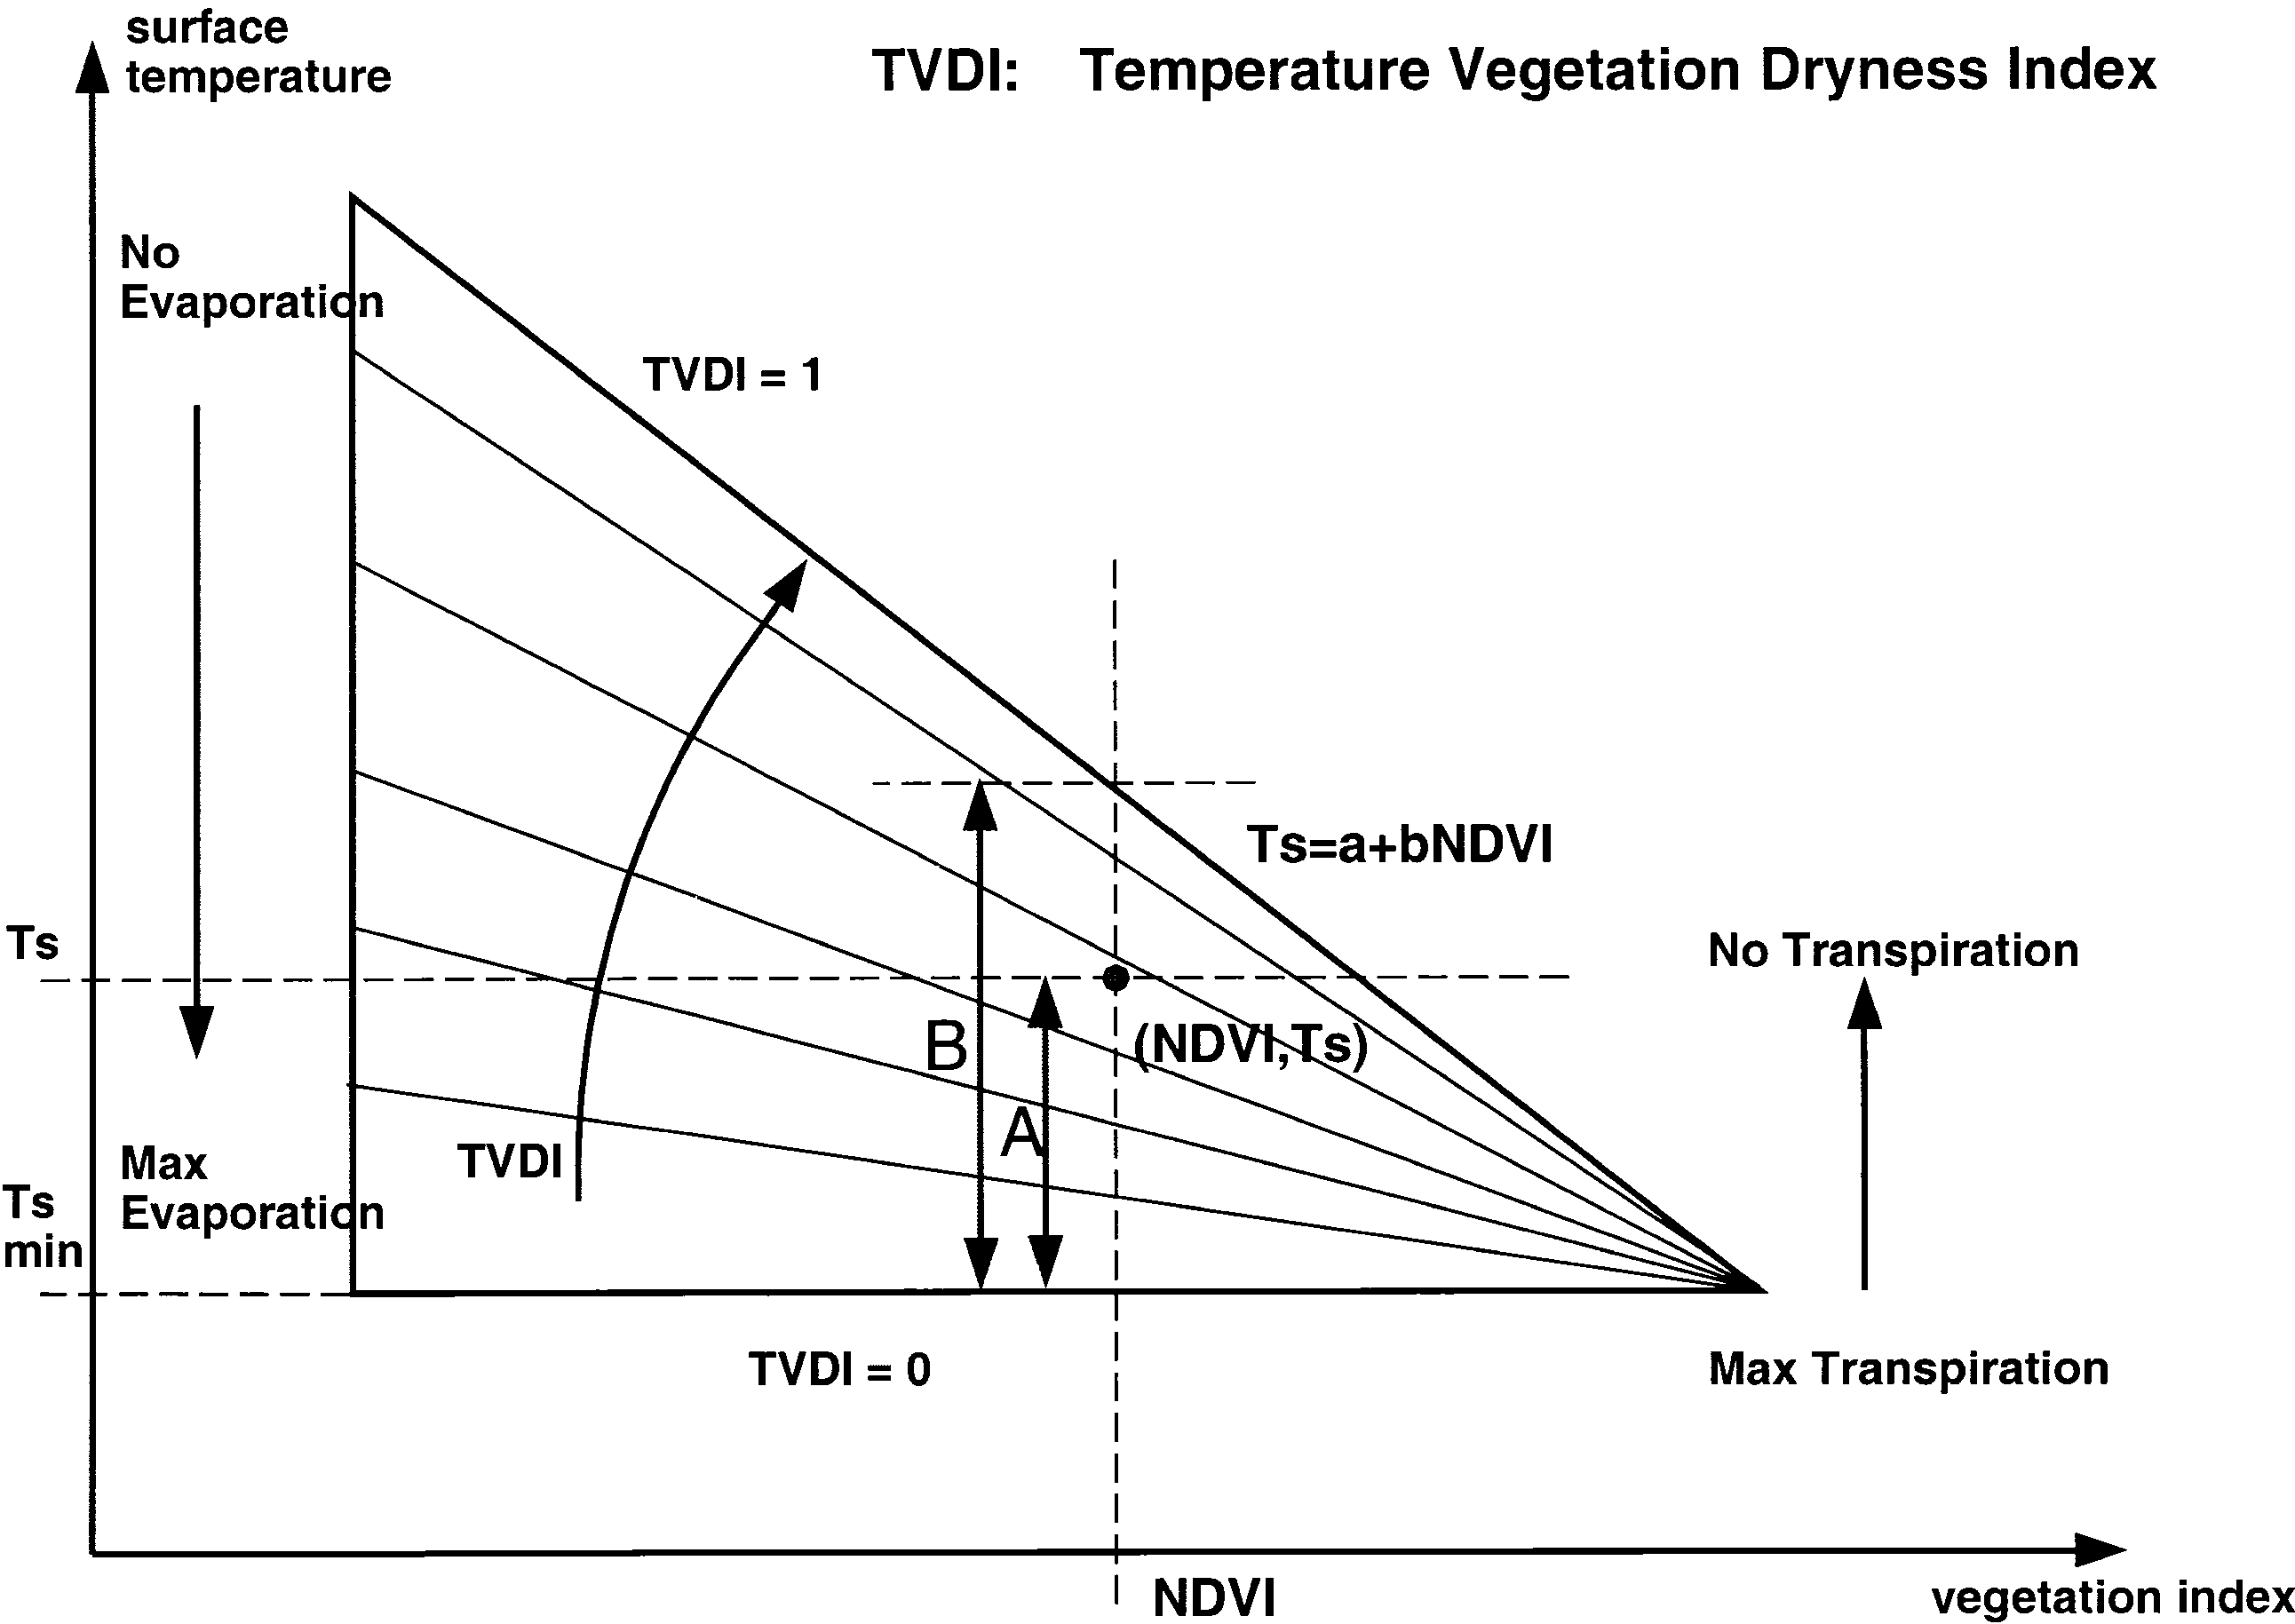 surface
temperature
TVDI: Temperature Vegetation Dryness Index
No
Evaporation
TVDI = 1
Ts=a+bNDVI
Ts
No Transpiration
B
(NDVI,Ts)
A
TVDI
Max
Evaporation
Ts
min
TVDI = 0
Max Transpiration
NDVI
vegetation index